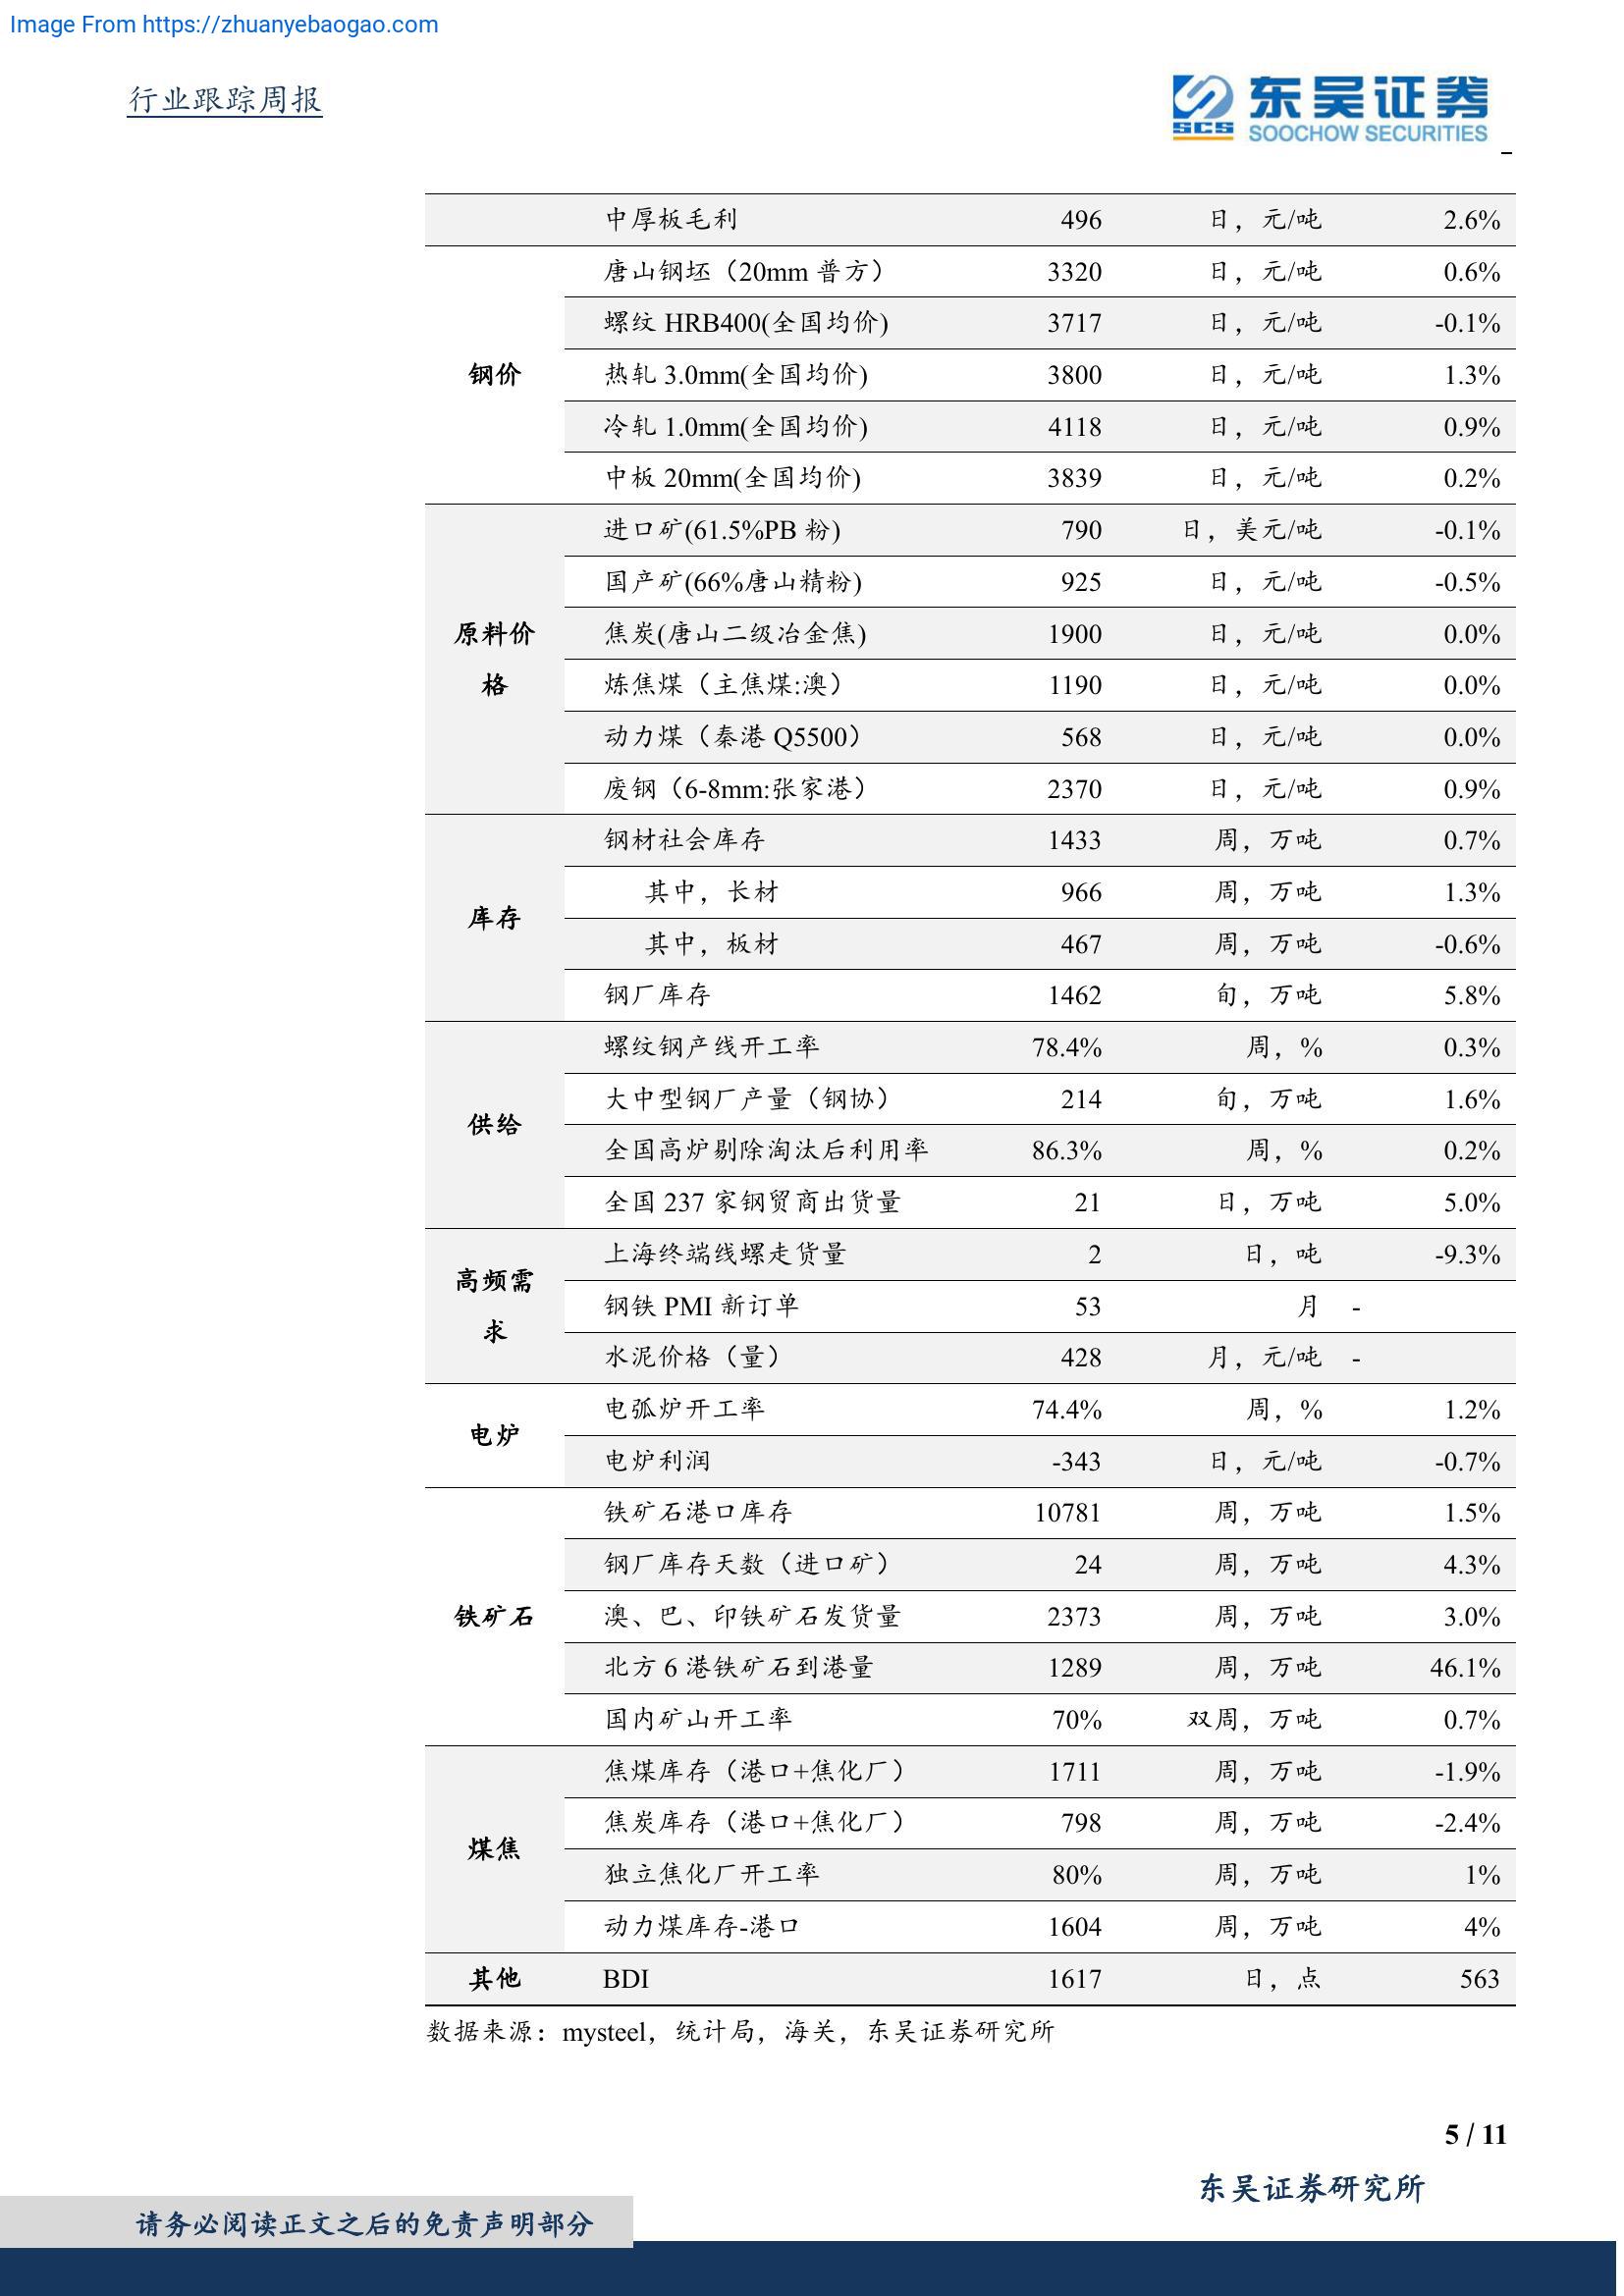 Image From https://zhuanyebaogao.com
行业跟踪周报
东吴证券
SCS SOOCHOW SECURITIES
中厚板毛利 496 日，元/吨 2.6%
钢价
唐山钢坯（20mm 普方） 3320 日，元/吨 0.6%
螺纹 HRB400(全国均价) 3717 日，元/吨 -0.1%
热轧 3.0mm(全国均价) 3800 日，元/吨 1.3%
冷轧 1.0mm(全国均价) 4118 日，元/吨 0.9%
中板 20mm(全国均价) 3839 日，元/吨 0.2%
原料价
格
进口矿(61.5%PB 粉) 790 日，美元/吨 -0.1%
国产矿(66%唐山精粉) 925 日，元/吨 -0.5%
焦炭(唐山二级冶金焦) 1900 日，元/吨 0.0%
炼焦煤（主焦煤:澳） 1190 日，元/吨 0.0%
动力煤（秦港 Q5500） 568 日，元/吨 0.0%
废钢（6-8mm:张家港） 2370 日，元/吨 0.9%
库存
钢材社会库存 1433 周，万吨 0.7%
其中，长材 966 周，万吨 1.3%
其中，板材 467 周，万吨 -0.6%
钢厂库存 1462 旬，万吨 5.8%
供给
螺纹钢产线开工率 78.4% 周，% 0.3%
大中型钢厂产量（钢协） 214 旬，万吨 1.6%
全国高炉剔除淘汰后利用率 86.3% 周，% 0.2%
全国 237 家钢贸商出货量 21 日，万吨 5.0%
高频需
求
上海终端线螺走货量 2 日，吨 -9.3%
钢铁 PMI 新订单 53 月 -
水泥价格（量） 428 月，元/吨 -
电炉
电弧炉开工率 74.4% 周，% 1.2%
电炉利润 -343 日，元/吨 -0.7%
铁矿石
铁矿石港口库存 10781 周，万吨 1.5%
钢厂库存天数（进口矿） 24 周，万吨 4.3%
澳、巴、印铁矿石发货量 2373 周，万吨 3.0%
北方 6 港铁矿石到港量 1289 周，万吨 46.1%
国内矿山开工率 70% 双周，万吨 0.7%
煤焦
焦煤库存（港口+焦化厂） 1711 周，万吨 -1.9%
焦炭库存（港口+焦化厂） 798 周，万吨 -2.4%
独立焦化厂开工率 80% 周，万吨 1%
动力煤库存-港口 1604 周，万吨 4%
其他 BDI 1617 日，点 563
数据来源：mysteel，统计局，海关，东吴证券研究所
5 / 11
东吴证券研究所
请务必阅读正文之后的免责声明部分